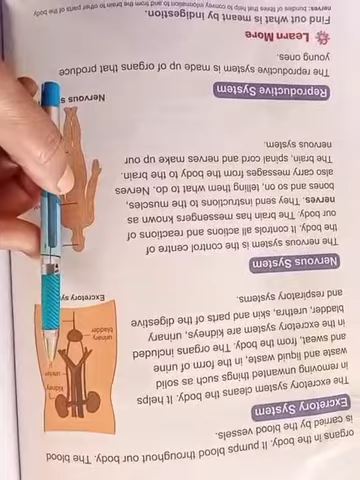 organs in the body. It pumps blood throughout our body. The blood
is carried by the blood vessels.
Excretory System
The excretory system cleans the body. It helps
in removing unwanted things such as solid
waste and liquid waste, in the form of urine
and sweat, from the body. The organs included
in the excretory system are kidneys, urinary
bladder, urethra, skin and parts of the digestive
and respiratory systems.
kidney
ureter
urinary
bladder
Excretory sy
Nervous System
The nervous system is the control centre of
the body. It controls all actions and reactions of
our body. The brain has messengers known as
nerves. They send instructions to the muscles,
bones and so on, telling them what to do. Nerves
also carry messages from the body to the brain.
The brain, spinal cord and nerves make up our
nervous system.
Nervous s
Reproductive System
The reproductive system is made up of organs that produce
young ones.
Learn More
Find out what is meant by indigestion.
nerves: bundles of fibres that help to convey information to and from the brain to other parts of the body